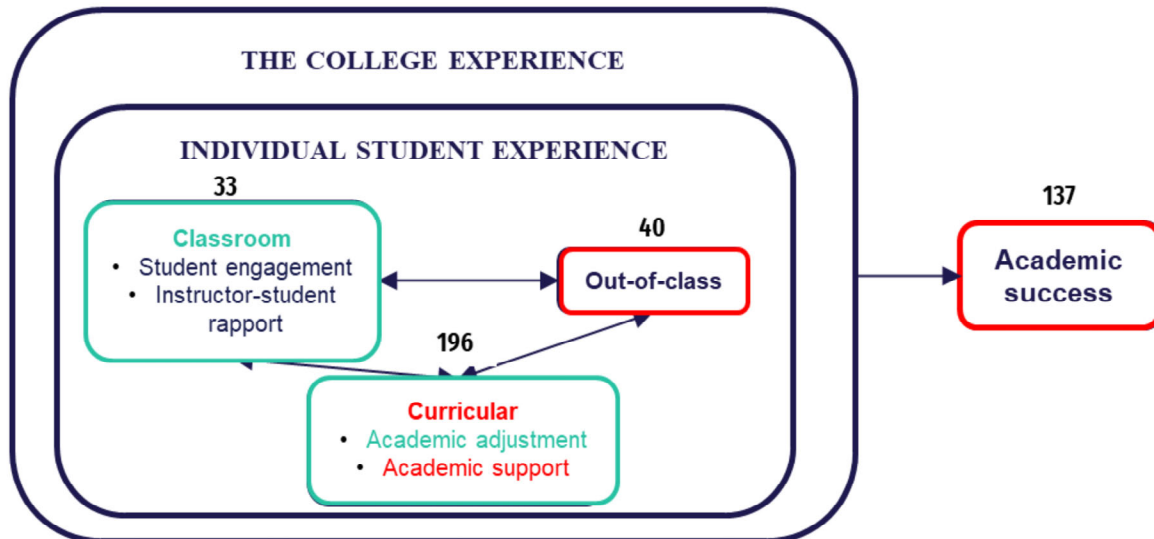 THE COLLEGE EXPERIENCE
INDIVIDUAL STUDENT EXPERIENCE
33
Classroom
• Student engagement
• Instructor-student
rapport
40
Out-of-class
196
Curricular
• Academic adjustment
• Academic support
137
Academic
success